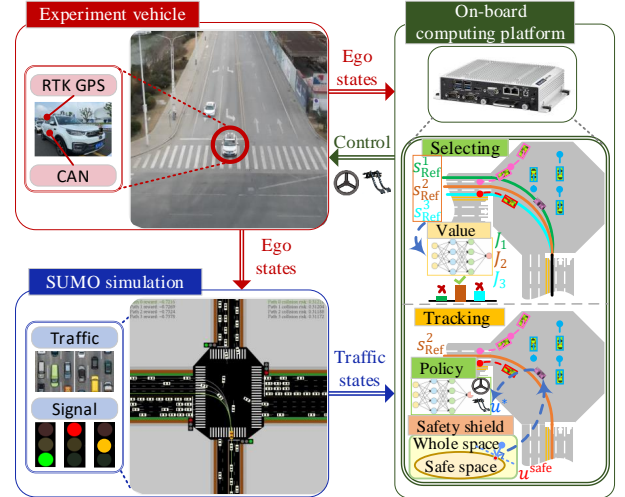 Experiment vehicle
RTK GPS
CAN
Ego
states
Control
On-board
computing platform
Selecting
S¹Ref
S²Ref
S³Ref
Value
J₁
J₂
J₃
Ego
states
SUMO simulation
Traffic
Signal
Traffic
states
Tracking
S²Ref
Policy
u*
Safety shield
Whole space
Safe space
uˢᵃᶠᵉ